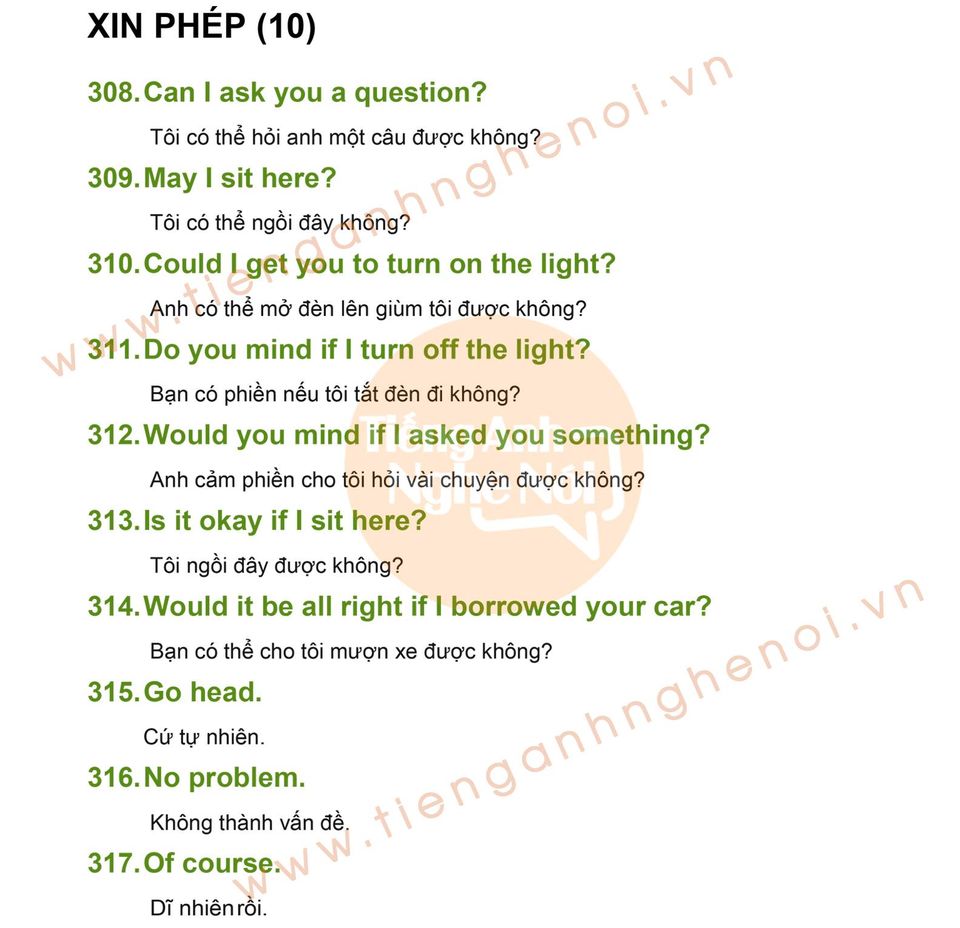 XIN PHÉP (10)
308. Can I ask you a question?
Tôi có thể hỏi anh một câu được không?
309. May I sit here?
Tôi có thể ngồi đây không?
310. Could I get you to turn on the light?
Anh có thể mở đèn lên giùm tôi được không?
311. Do you mind if I turn off the light?
Bạn có phiền nếu tôi tắt đèn đi không?
312. Would you mind if I asked you something?
Anh cảm phiền cho tôi hỏi vài chuyện được không?
313. Is it okay if I sit here?
Tôi ngồi đây được không?
314. Would it be all right if I borrowed your car?
Bạn có thể cho tôi mượn xe được không?
315. Go head.
Cứ tự nhiên.
316. No problem.
Không thành vấn đề.
317. Of course.
Dĩ nhiên rồi.
www.tienganhnghenoi.vn
Tiếng Anh
Nghe Nói
www.tienganhnghenoi.vn